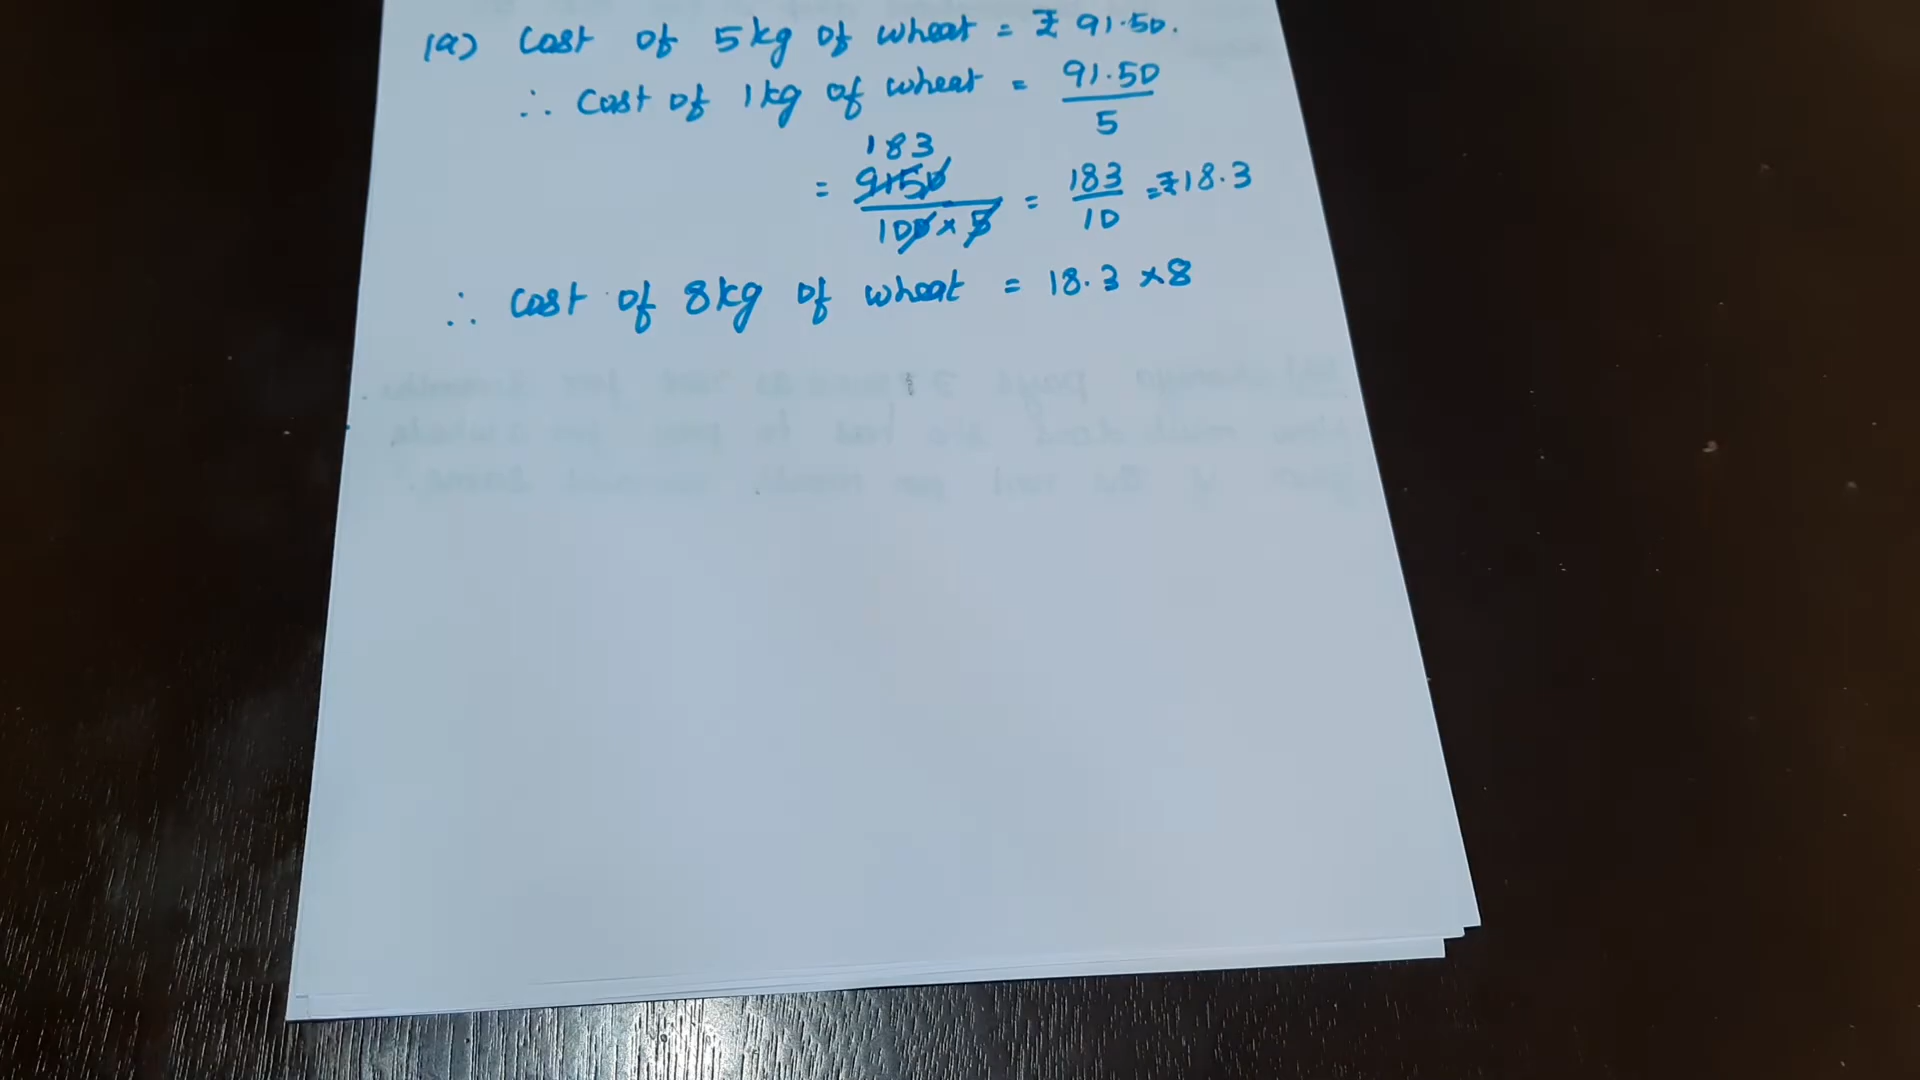 (a) Cost of 5kg of wheat = ₹ 91.50.
∴ Cost of 1kg of wheat = 91.50/5
183
= 9150/100×5 = 183/10 = ₹18.3
∴ Cost of 8kg of wheat = 18.3 ×8